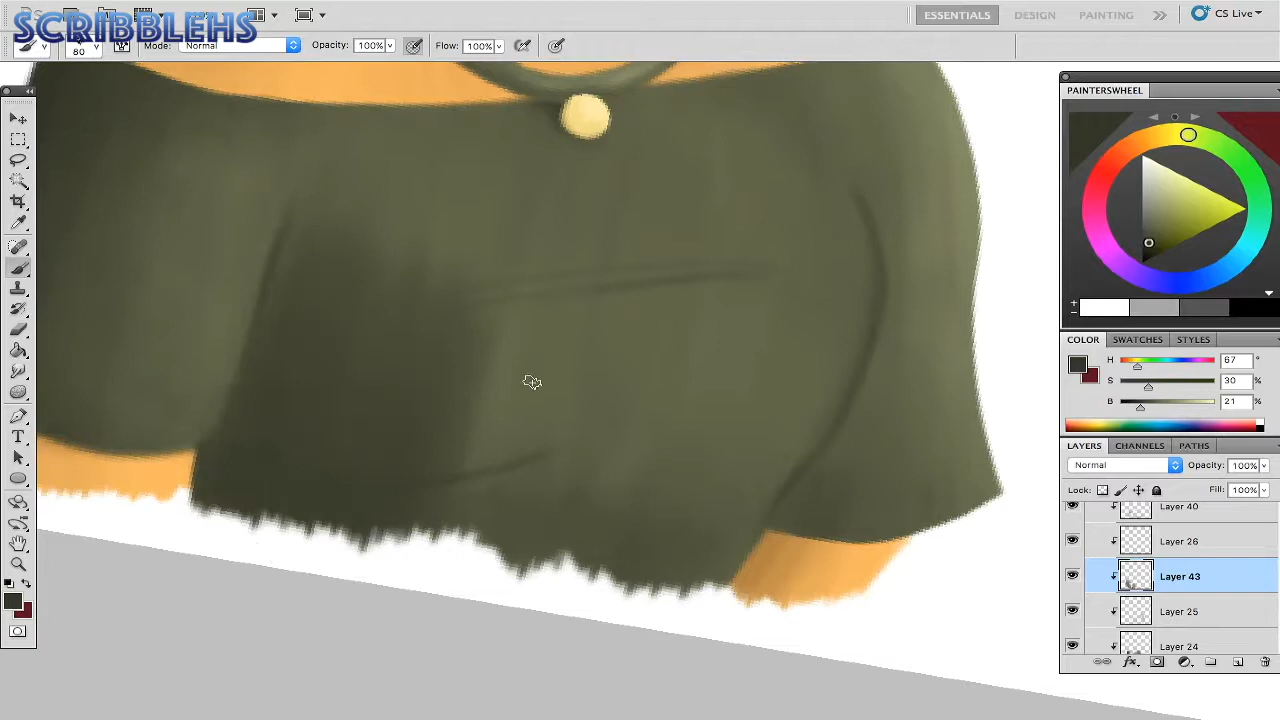 SCRIBBLEHS
ESSENTIALS DESIGN PAINTING CS Live
80 Mode: Normal Opacity: 100% Flow: 100%
PAINTERSWHEEL
COLOR SWATCHES STYLES
H 67 °
S 30 %
B 21 %
LAYERS CHANNELS PATHS
Normal Opacity: 100%
Lock: Fill: 100%
Layer 40
Layer 26
Layer 43
Layer 25
Layer 24